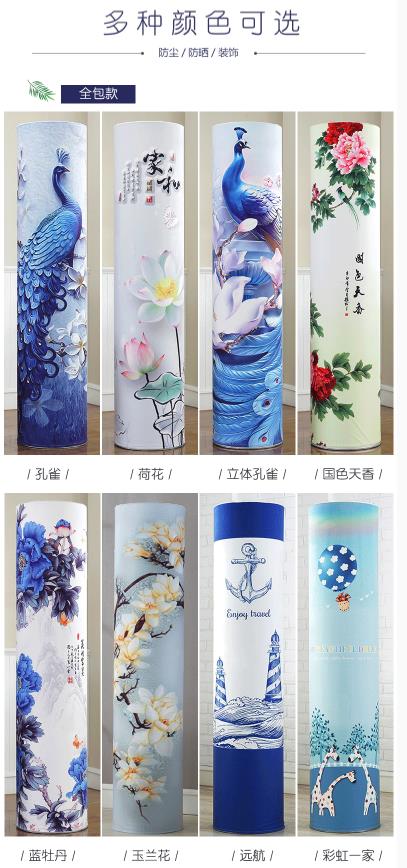 多种颜色可选
防尘 / 防晒 / 装饰
全包款
家和
国色天香
/ 孔雀 /
/ 荷花 /
/ 立体孔雀 /
/ 国色天香 /
Enjoy travel
/ 蓝牡丹 /
/ 玉兰花 /
/ 远航 /
/ 彩虹一家 /